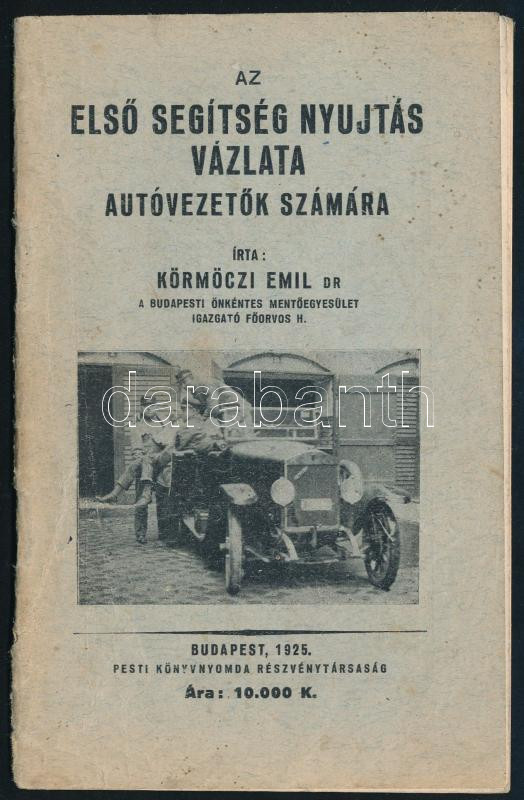 AZ
ELSŐ SEGÍTSÉG NYUJTÁS
VÁZLATA
AUTÓVEZETŐK SZÁMÁRA
ÍRTA :
KÖRMÖCZI EMIL DR
A BUDAPESTI ÖNKÉNTES MENTŐEGYESÜLET
IGAZGATÓ FŐORVOS H.
darabanth
BUDAPEST, 1925.
PESTI KÖNYVNYOMDA RÉSZVÉNYTÁRSASÁG
Ára: 10.000 K.